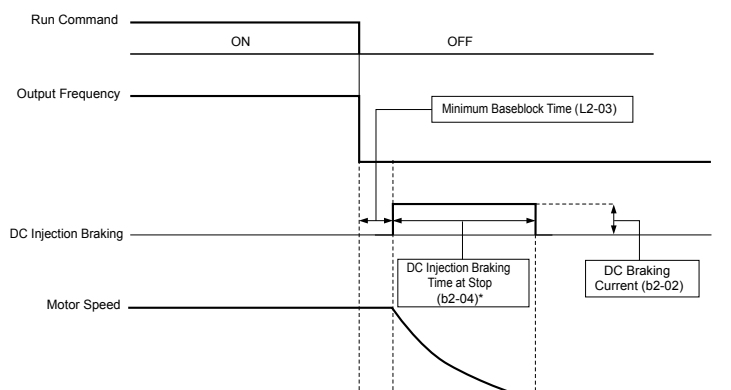 Run Command
ON
OFF
Output Frequency
Minimum Baseblock Time (L2-03)
DC Injection Braking
DC Injection Braking
Time at Stop
(b2-04)*
DC Braking
Current (b2-02)
Motor Speed